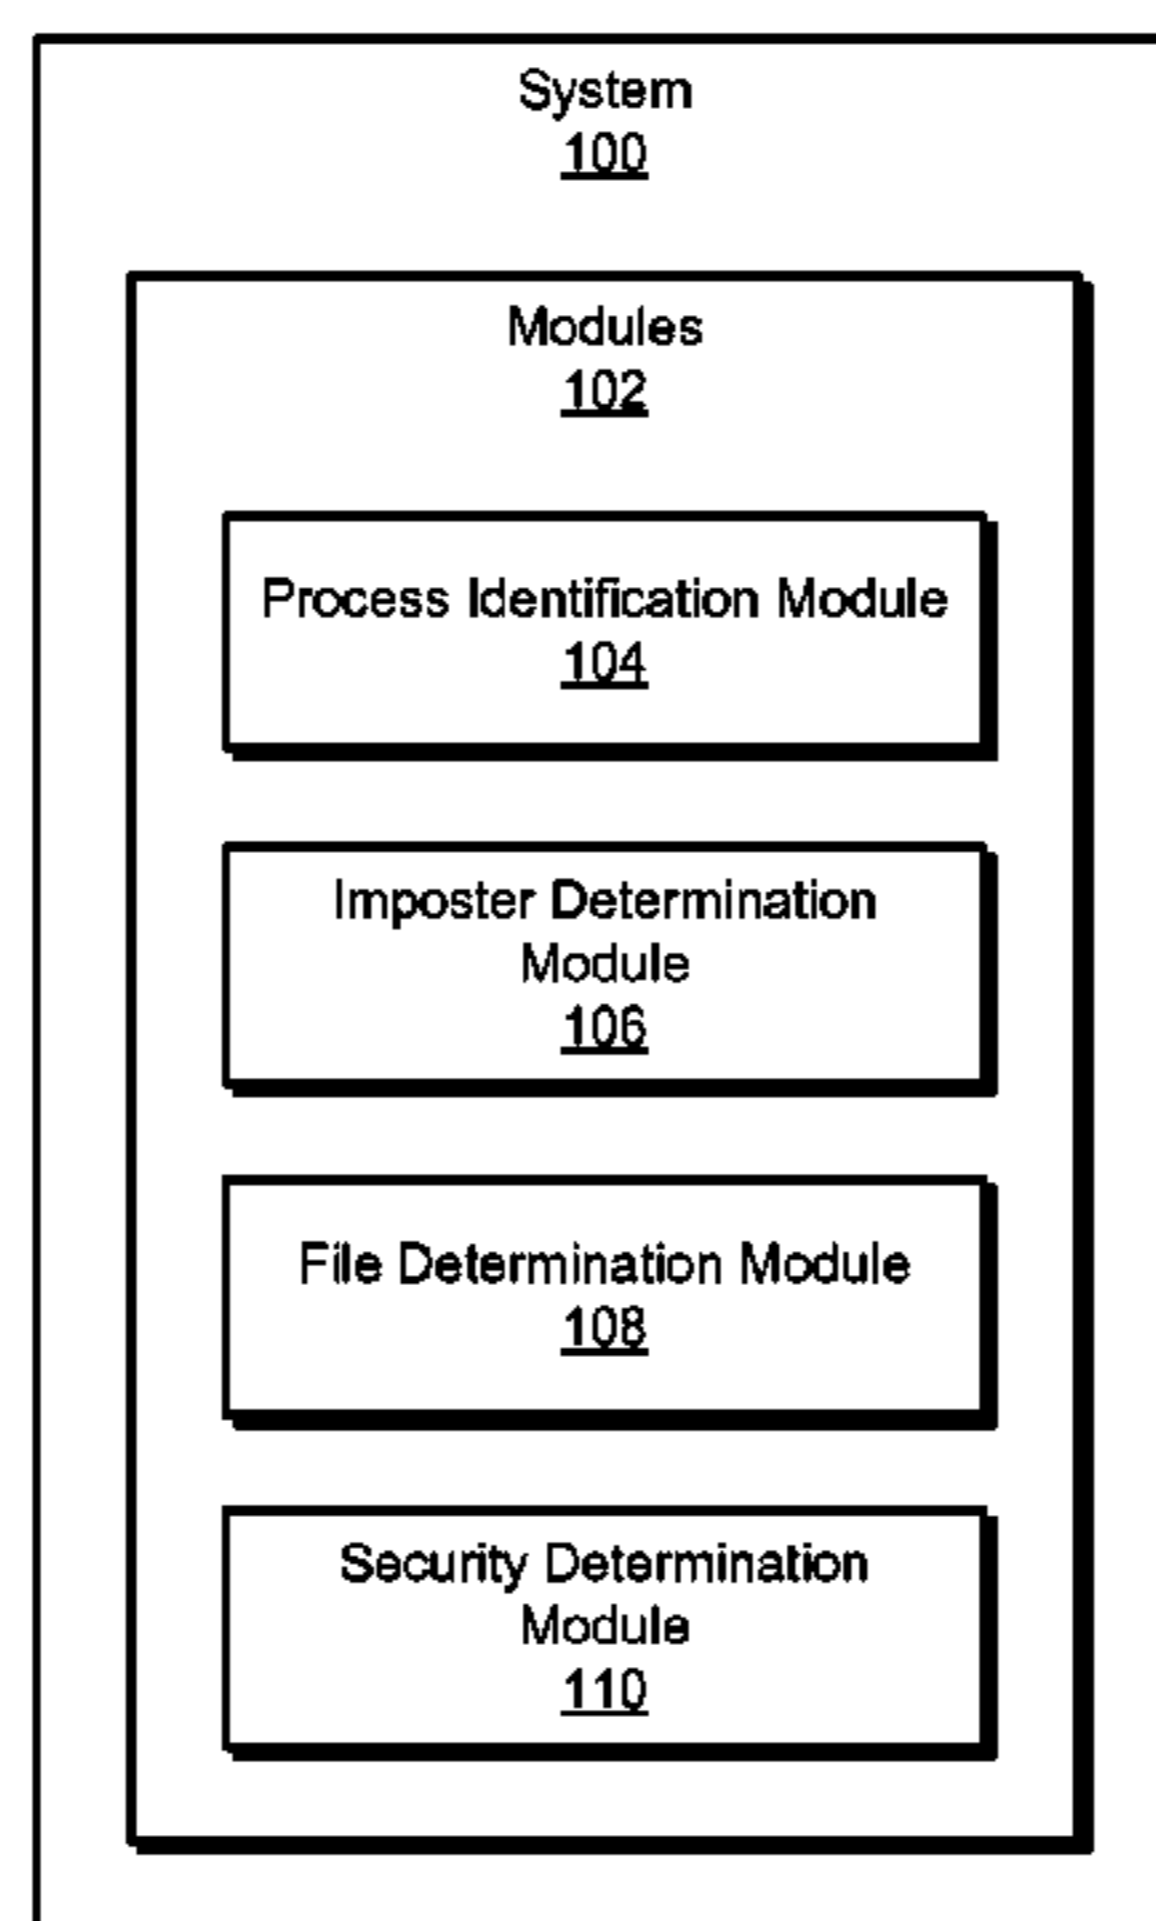 System
100
Modules
102
Process Identification Module
104
Imposter Determination
Module
106
File Determination Module
108
Security Determination
Module
110